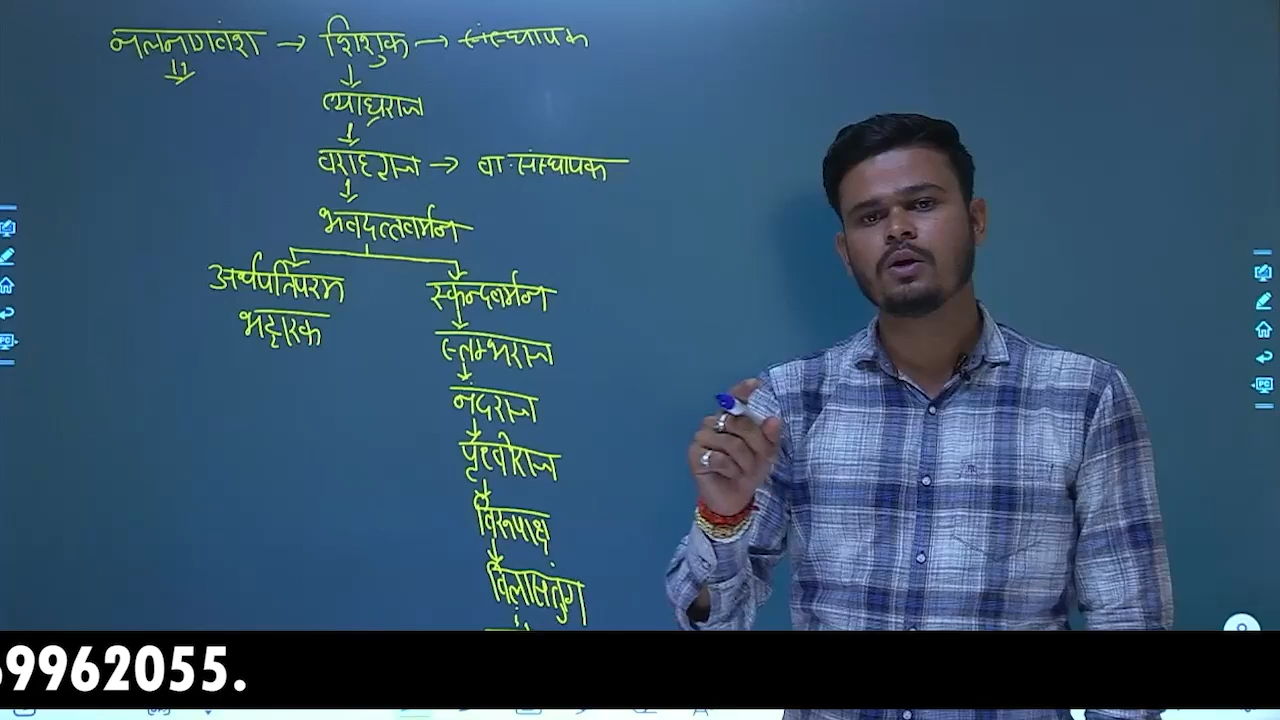 नलनागवंश → शिशुक → संस्थापक
व्याघ्रराज
वराहराज → वा. संस्थापक
भवदत्तवर्मन
अर्थपतिपरम
भट्टारक
स्कन्दवर्मन
स्तम्भराज
नंदराज
पृथ्वीराज
विरूपाक्ष
विलासतुंग
9962055.